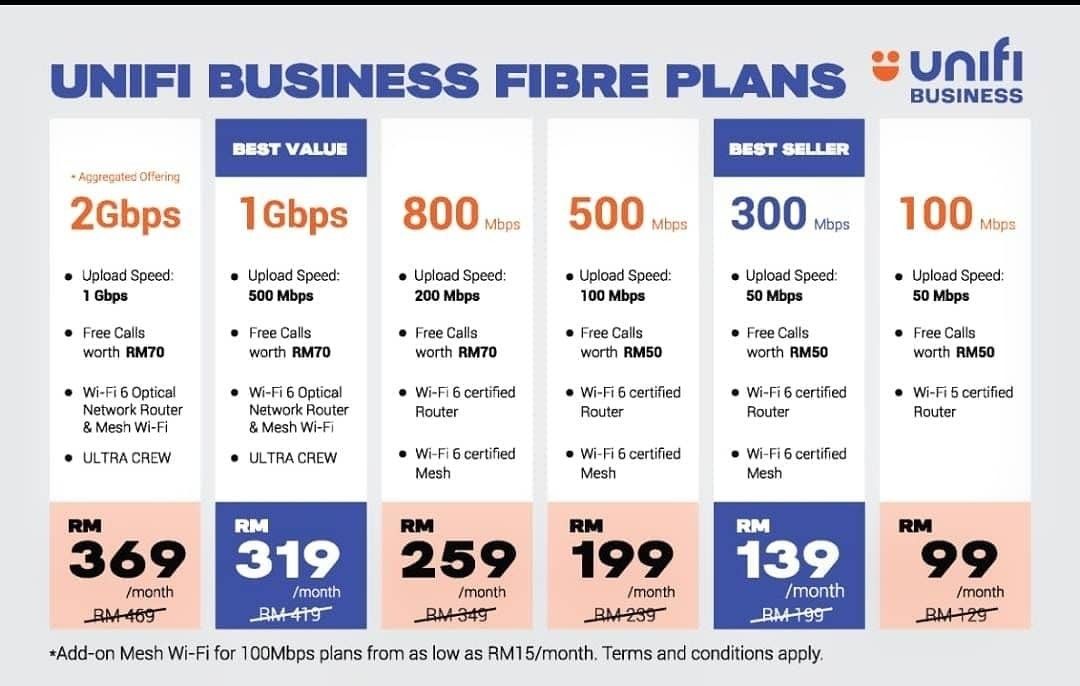 UNIFI BUSINESS FIBRE PLANS
unifi
BUSINESS
* Aggregated Offering
2Gbps
• Upload Speed:
1 Gbps
• Free Calls
worth RM70
• Wi-Fi 6 Optical
Network Router
& Mesh Wi-Fi
• ULTRA CREW
RM
369
/month
RM 469
BEST VALUE
1Gbps
• Upload Speed:
500 Mbps
• Free Calls
worth RM70
• Wi-Fi 6 Optical
Network Router
& Mesh Wi-Fi
• ULTRA CREW
RM
319
/month
RM 419
800 Mbps
• Upload Speed:
200 Mbps
• Free Calls
worth RM70
• Wi-Fi 6 certified
Router
• Wi-Fi 6 certified
Mesh
RM
259
/month
RM 349
500 Mbps
• Upload Speed:
100 Mbps
• Free Calls
worth RM50
• Wi-Fi 6 certified
Router
• Wi-Fi 6 certified
Mesh
RM
199
/month
RM 239
BEST SELLER
300 Mbps
• Upload Speed:
50 Mbps
• Free Calls
worth RM50
• Wi-Fi 6 certified
Router
• Wi-Fi 6 certified
Mesh
RM
139
/month
RM 199
100 Mbps
• Upload Speed:
50 Mbps
• Free Calls
worth RM50
• Wi-Fi 5 certified
Router
RM
99
/month
RM 129
*Add-on Mesh Wi-Fi for 100Mbps plans from as low as RM15/month. Terms and conditions apply.